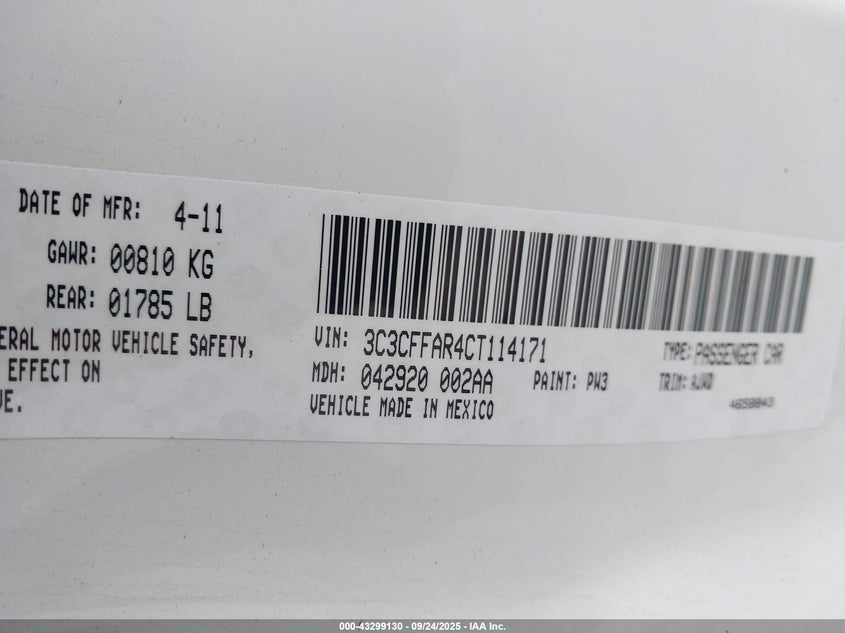 DATE OF MFR: 4-11
GAWR: 00810 KG
REAR: 01785 LB
ERAL MOTOR VEHICLE SAFETY,
EFFECT ON
VE.
VIN: 3C3CFFAR4CT114171
TYPE: PASSENGER CAR
MDH: 042920 002AA
PAINT: PW3
TRIM: AJWD
VEHICLE MADE IN MEXICO
000-43299130 - 09/24/2025 - IAA Inc.